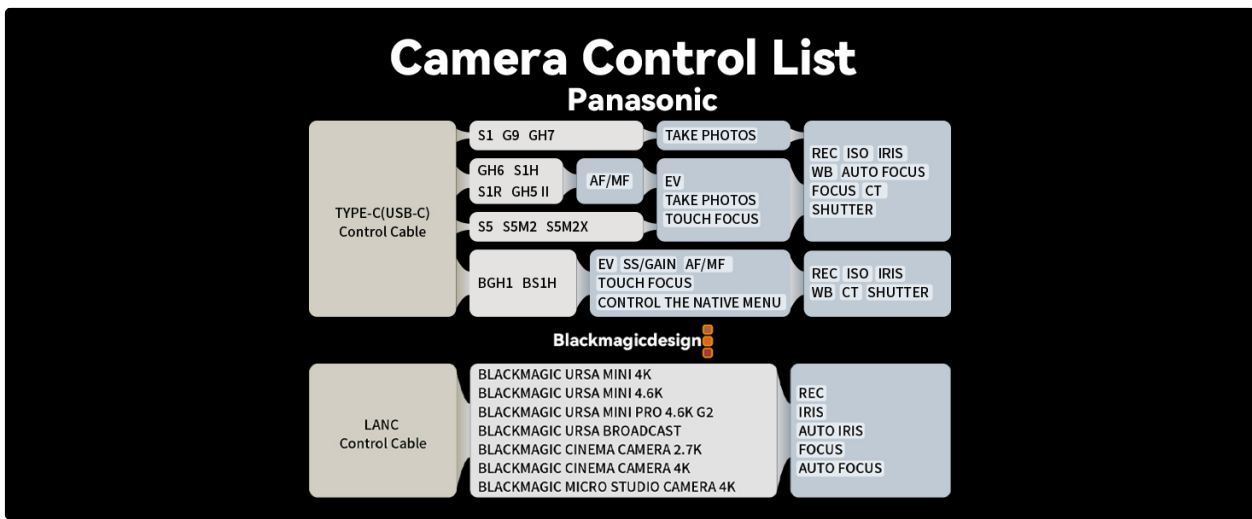 Camera Control List
Panasonic
TYPE-C(USB-C)
Control Cable
S1 G9 GH7
TAKE PHOTOS
GH6 S1H
S1R GH5 II
AF/MF
EV
TAKE PHOTOS
TOUCH FOCUS
S5 S5M2 S5M2X
REC ISO IRIS
WB AUTO FOCUS
FOCUS CT
SHUTTER
BGH1 BS1H
EV SS/GAIN AF/MF
TOUCH FOCUS
CONTROL THE NATIVE MENU
REC ISO IRIS
WB CT SHUTTER
Blackmagicdesign
LANC
Control Cable
BLACKMAGIC URSA MINI 4K
BLACKMAGIC URSA MINI 4.6K
BLACKMAGIC URSA MINI PRO 4.6K G2
BLACKMAGIC URSA BROADCAST
BLACKMAGIC CINEMA CAMERA 2.7K
BLACKMAGIC CINEMA CAMERA 4K
BLACKMAGIC MICRO STUDIO CAMERA 4K
REC
IRIS
AUTO IRIS
FOCUS
AUTO FOCUS